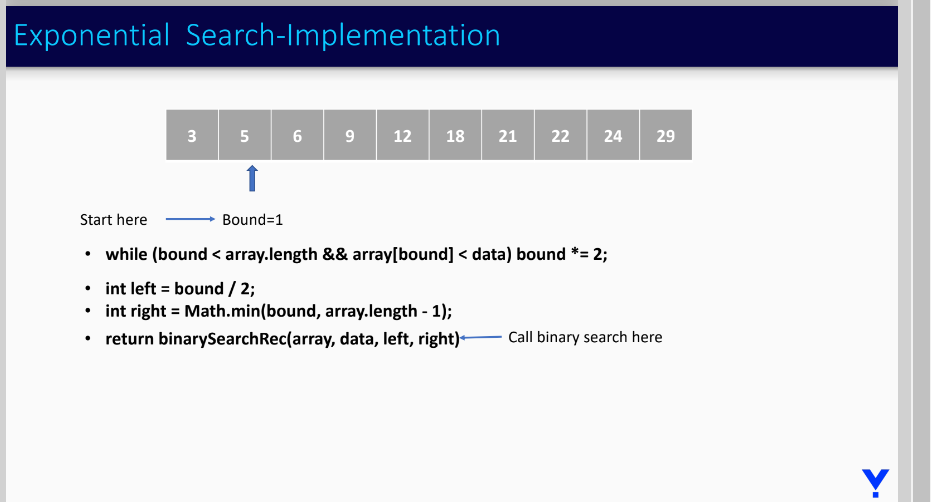 Exponential Search-Implementation
3 5 6 9 12 18 21 22 24 29
Start here Bound=1
• while (bound < array.length && array[bound] < data) bound *= 2;
• int left = bound / 2;
• int right = Math.min(bound, array.length - 1);
• return binarySearchRec(array, data, left, right) Call binary search here